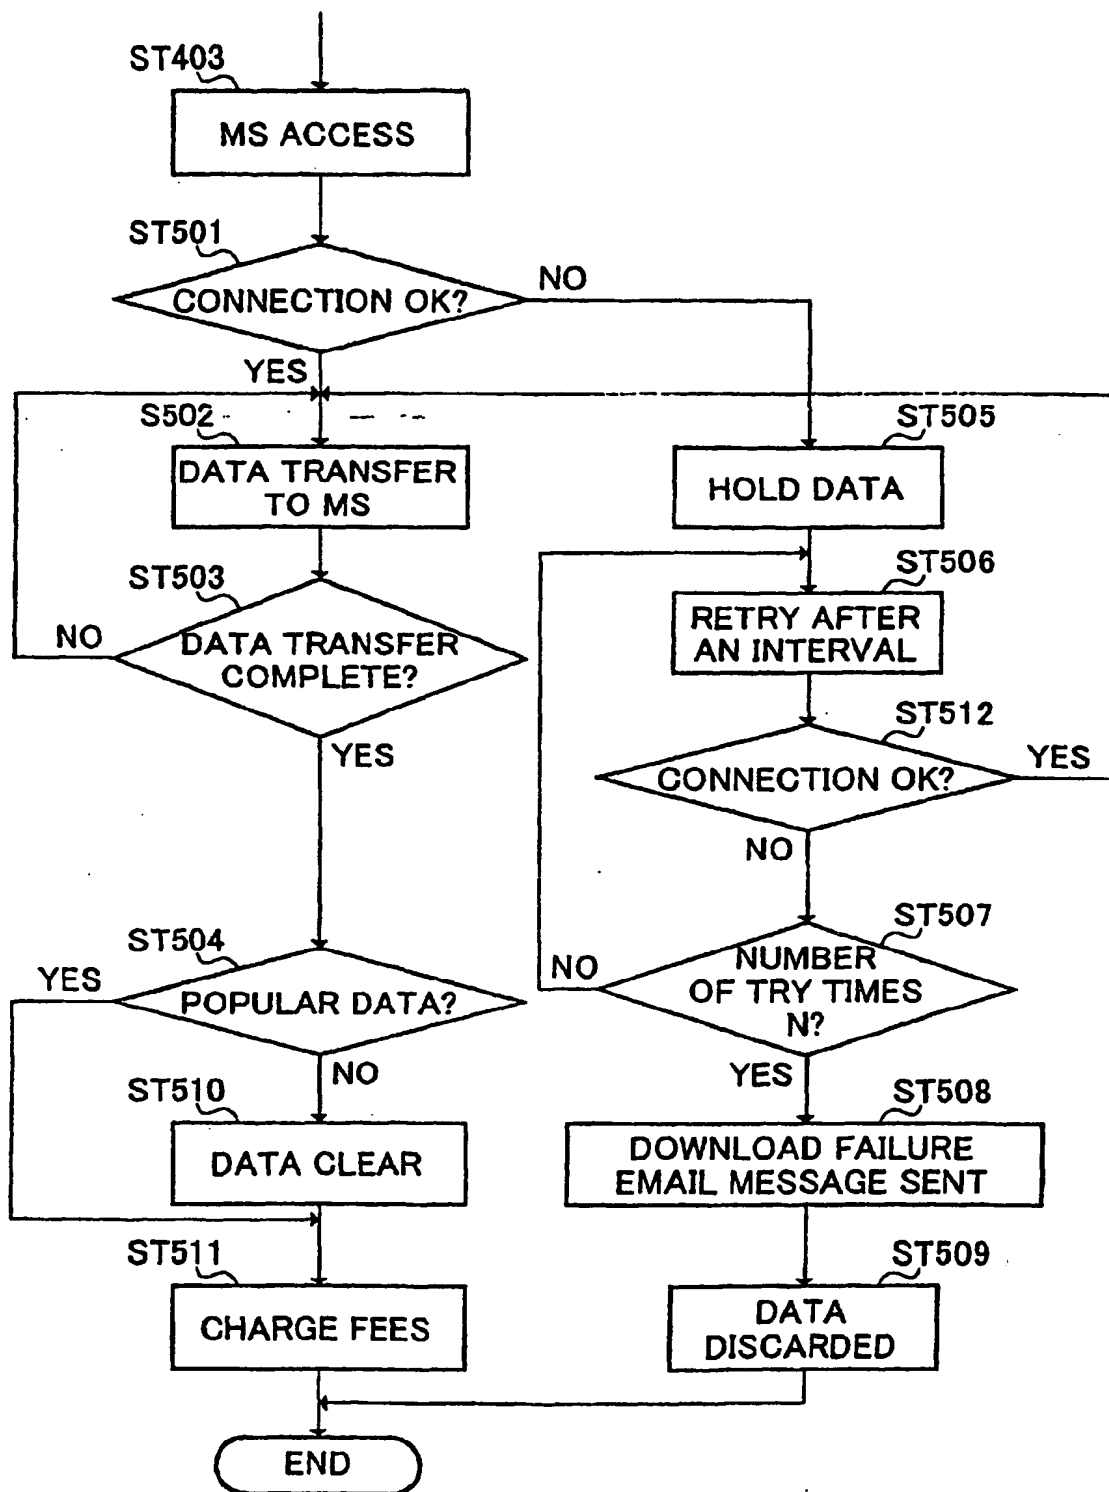 ST403
MS ACCESS
ST501
CONNECTION OK?
NO
YES
S502
DATA TRANSFER
TO MS
ST505
HOLD DATA
ST503
DATA TRANSFER
COMPLETE?
NO
YES
ST506
RETRY AFTER
AN INTERVAL
ST512
CONNECTION OK?
YES
NO
ST504
POPULAR DATA?
YES
NO
ST507
NUMBER
OF TRY TIMES
N?
NO
YES
ST510
DATA CLEAR
ST508
DOWNLOAD FAILURE
EMAIL MESSAGE SENT
ST511
CHARGE FEES
ST509
DATA
DISCARDED
END